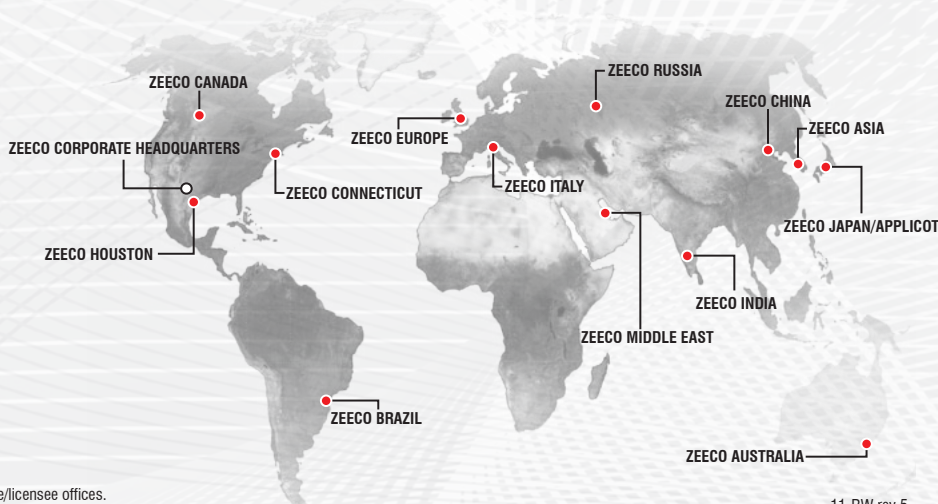 ZEECO RUSSIA
ZEECO CANADA
ZEECO CHINA
ZEECO ASIA
ZEECO EUROPE
ZEECO CORPORATE HEADQUARTERS
ZEECO ITALY
ZEECO CONNECTICUT
ZEECO JAPAN/APPLICOT
ZEECO HOUSTON
ZEECO INDIA
ZEECO MIDDLE EAST
ZEECO BRAZIL
ZEECO AUSTRALIA
e/licensee offices.